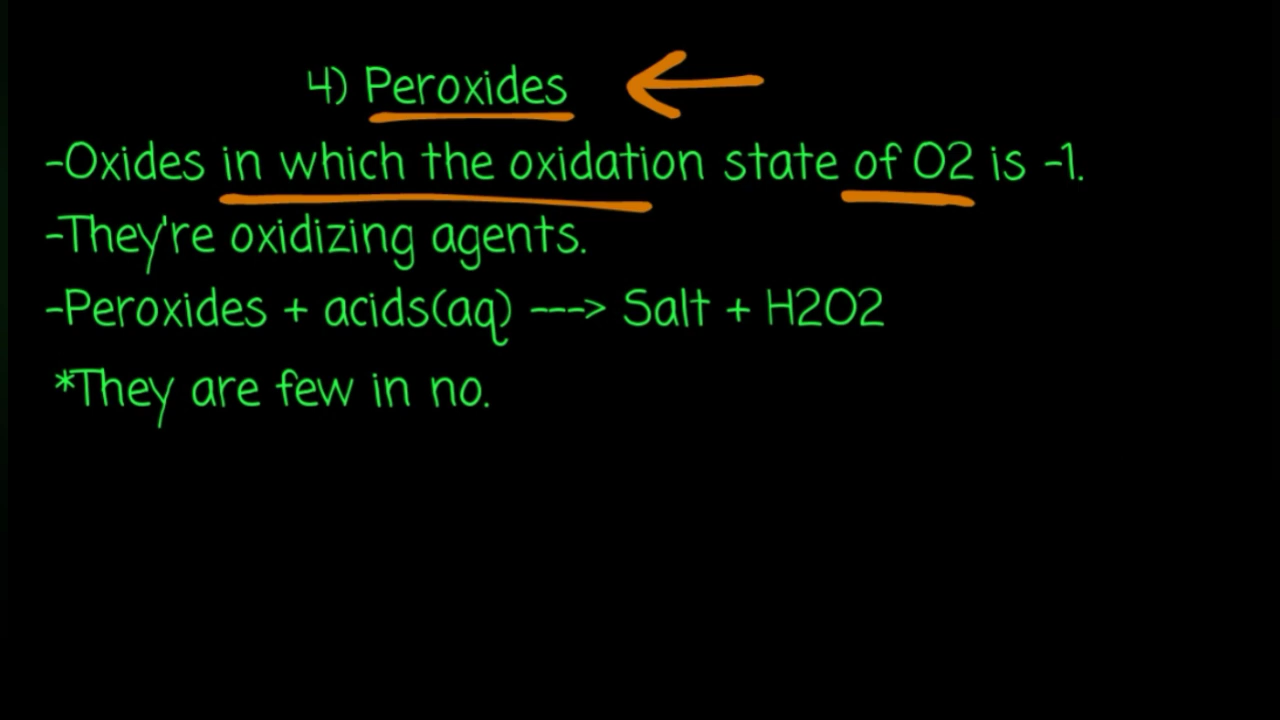 4) Peroxides
-Oxides in which the oxidation state of O2 is -1.
-They're oxidizing agents.
-Peroxides + acids(aq) ---> Salt + H2O2
*They are few in no.